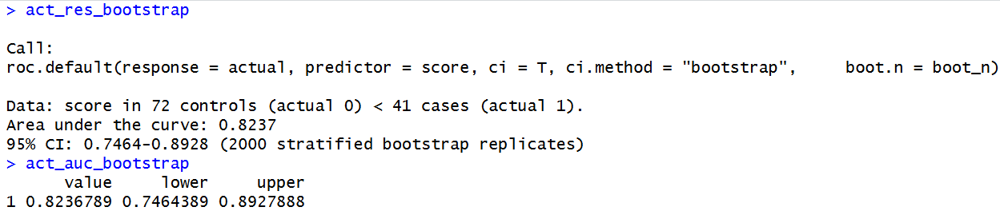 > act_res_bootstrap
Call:
roc.default(response = actual, predictor = score, ci = T, ci.method = "bootstrap",     boot.n = boot_n)
Data: score in 72 controls (actual 0) < 41 cases (actual 1).
Area under the curve: 0.8237
95% CI: 0.7464-0.8928 (2000 stratified bootstrap replicates)
> act_auc_bootstrap
      value     lower     upper
1 0.8236789 0.7464389 0.8927888